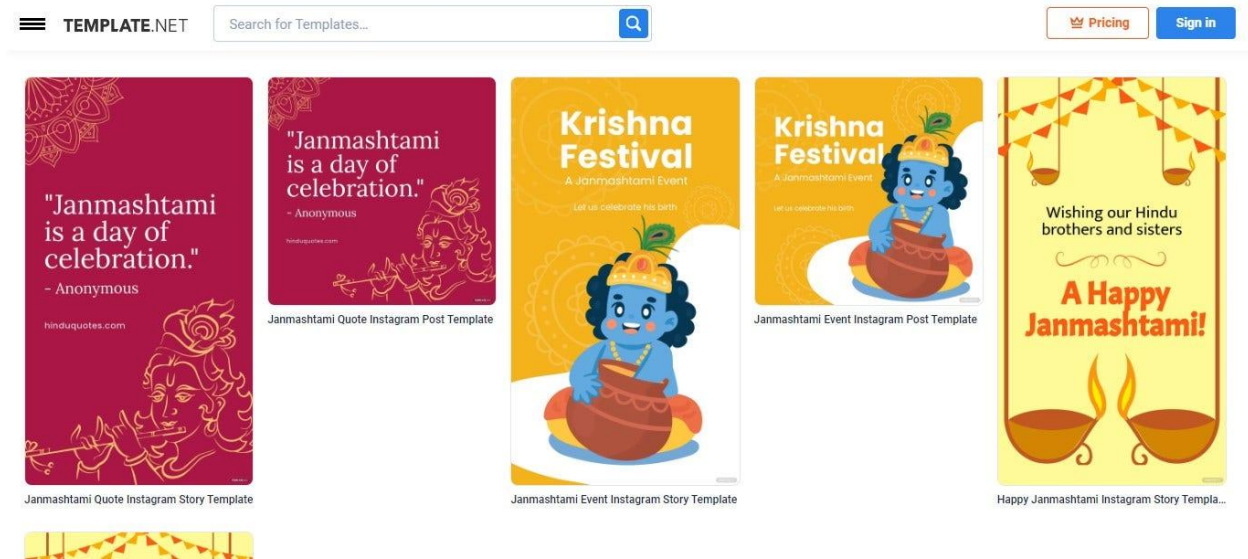 TEMPLATE.NET
Search for Templates...
Pricing
Sign in
"Janmashtami
is a day of
celebration."
- Anonymous
hinduquotes.com
Janmashtami Quote Instagram Story Template
"Janmashtami
is a day of
celebration."
- Anonymous
hinduquotes.com
Janmashtami Quote Instagram Post Template
Krishna
Festival
A Janmashtami Event
Let us celebrate his birth
Janmashtami Event Instagram Story Template
Krishna
Festival
A Janmashtami Event
Let us celebrate his birth
Janmashtami Event Instagram Post Template
Wishing our Hindu
brothers and sisters
A Happy
Janmashtami!
Happy Janmashtami Instagram Story Templa...